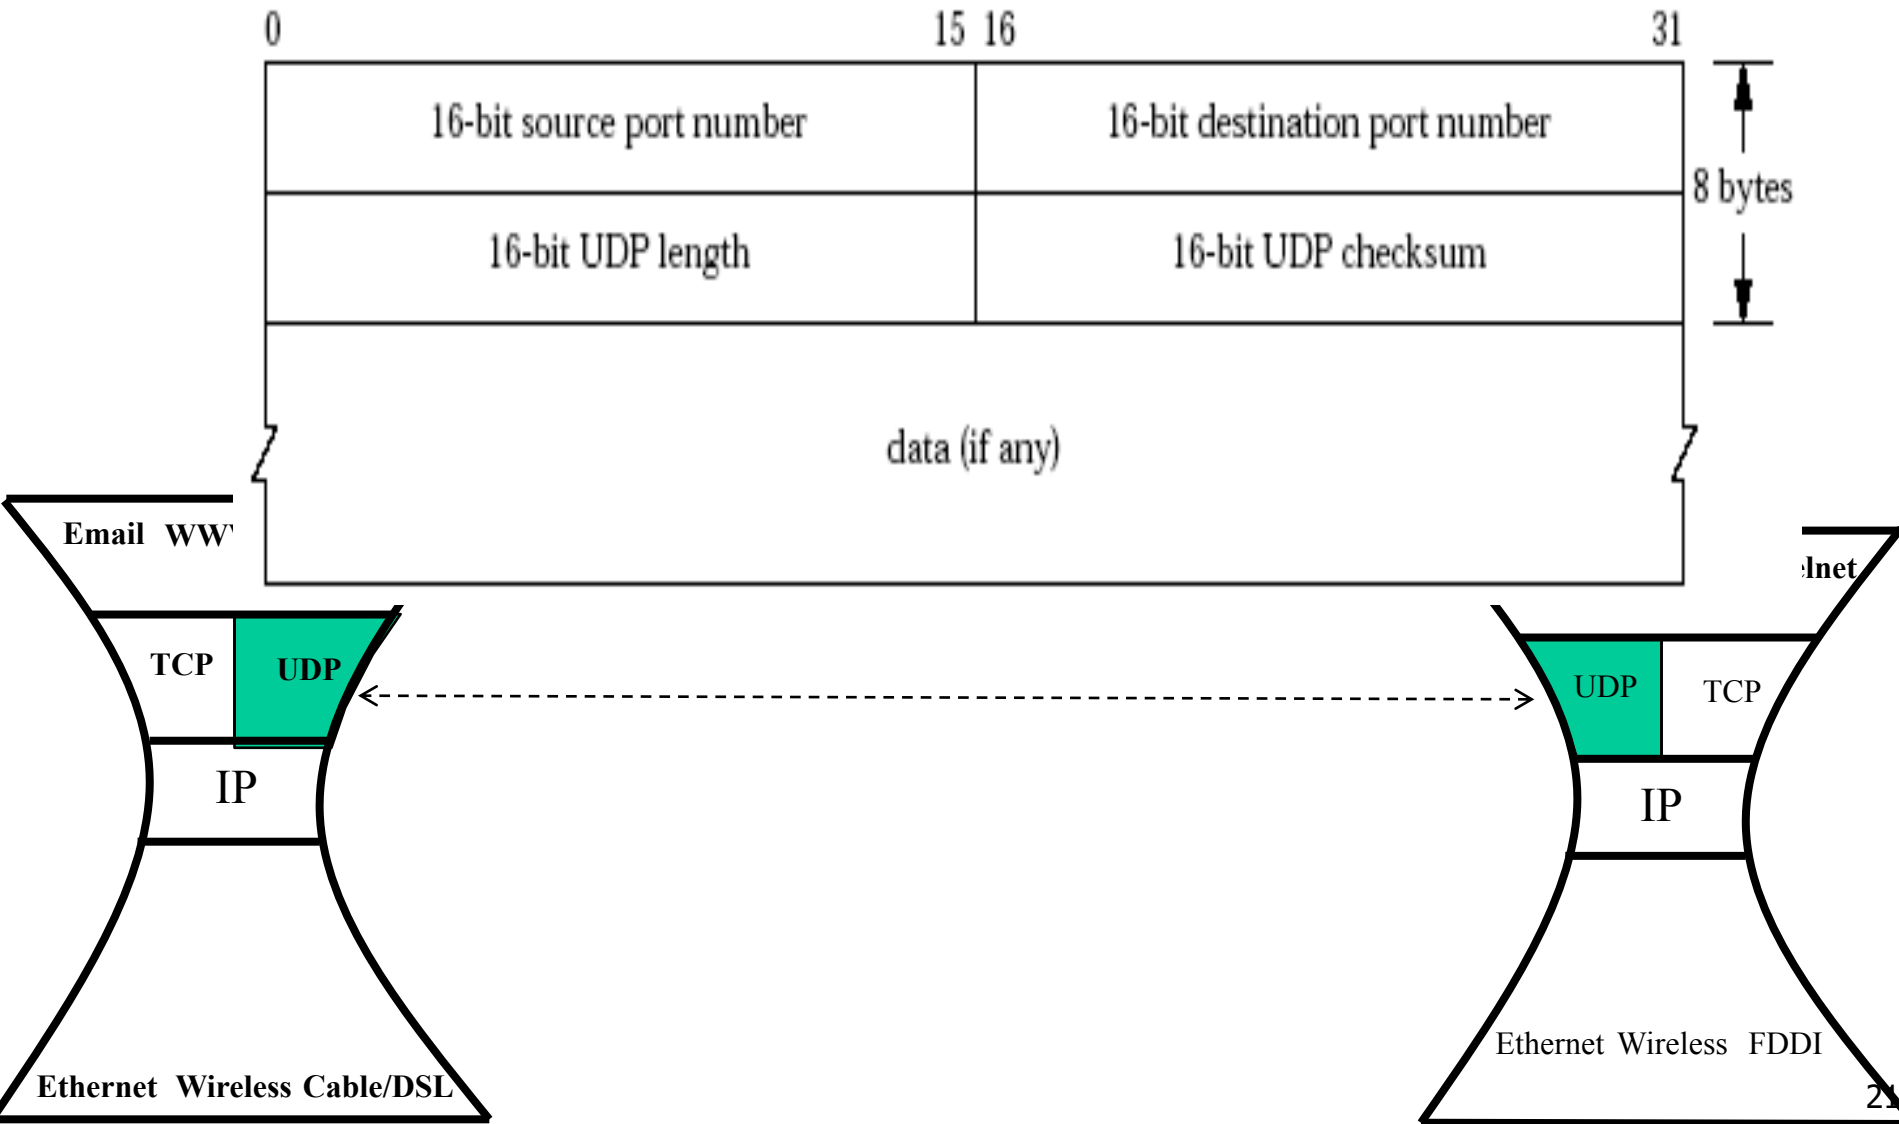 0 15 16 31
16-bit source port number 16-bit destination port number
8 bytes
16-bit UDP length 16-bit UDP checksum
data (if any)
Email
TCP UDP
UDP TCP
IP
IP
Ethernet Wireless FDDI
Ethernet Wireless Cable/DSL